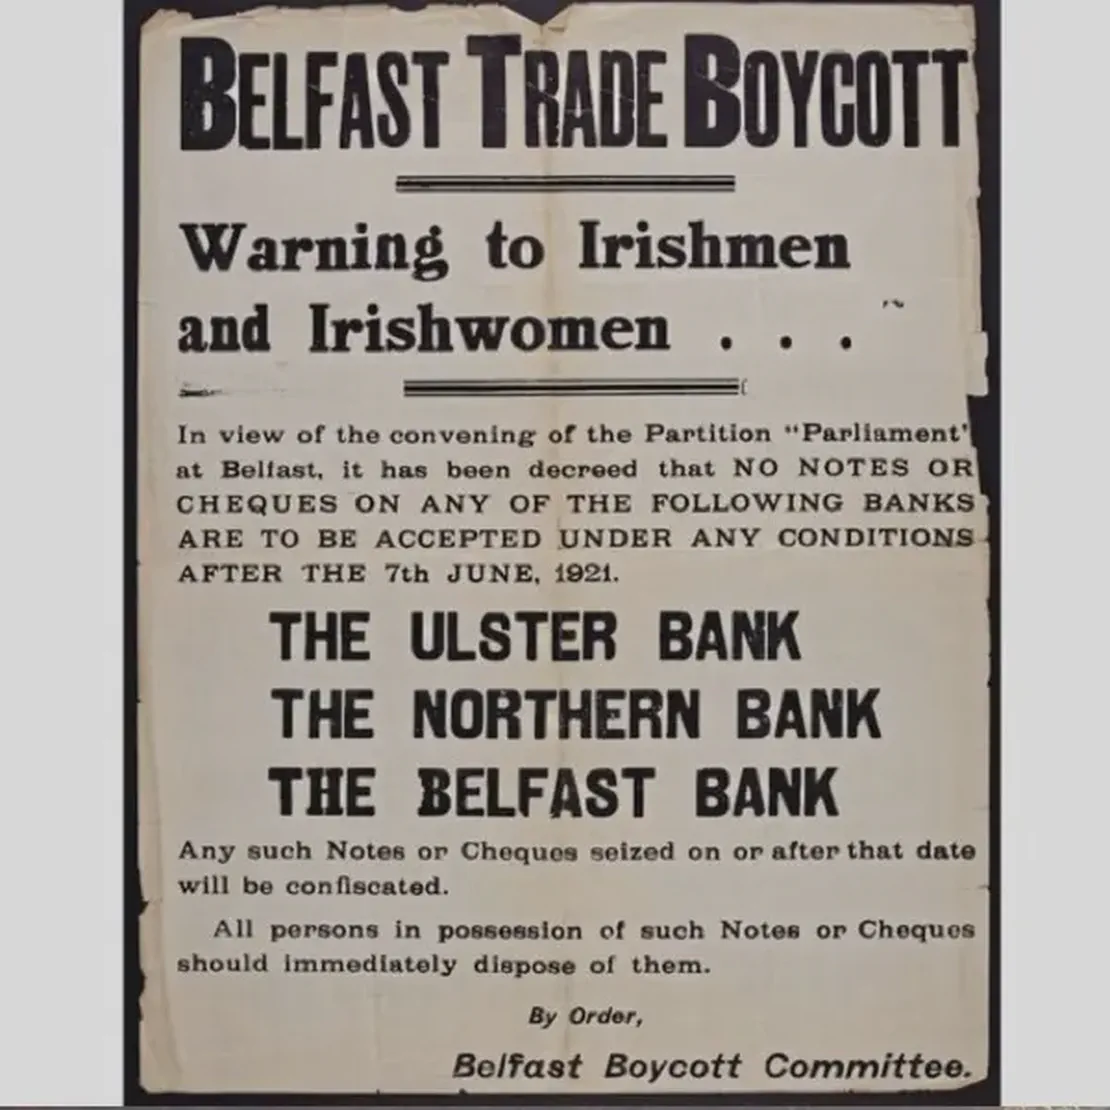 BELFAST TRADE BOYCOTT
Warning to Irishmen
and Irishwomen . . .
In view of the convening of the Partition "Parliament'
at Belfast, it has been decreed that NO NOTES OR
CHEQUES ON ANY OF THE FOLLOWING BANKS
ARE TO BE ACCEPTED UNDER ANY CONDITIONS
AFTER THE 7th JUNE, 1921.
THE ULSTER BANK
THE NORTHERN BANK
THE BELFAST BANK
Any such Notes or Cheques seized on or after that date
will be confiscated.
All persons in possession of such Notes or Cheques
should immediately dispose of them.
By Order,
Belfast Boycott Committee.